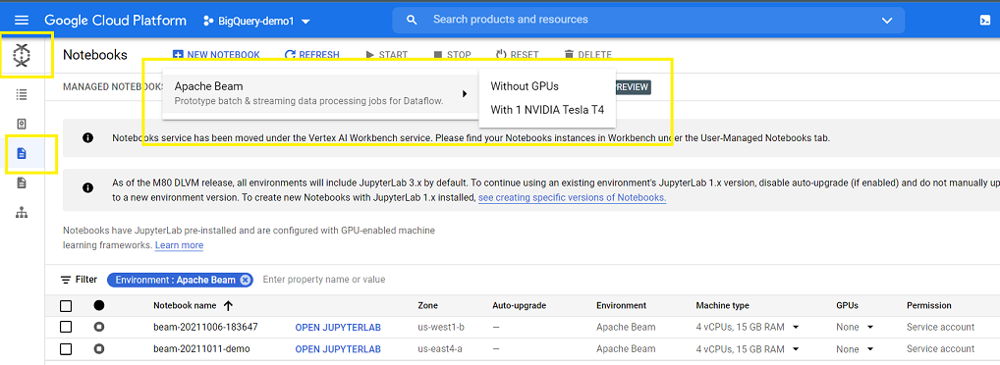 Google Cloud Platform BigQuery-demo1 Search products and resources
Notebooks NEW NOTEBOOK REFRESH START STOP RESET DELETE
MANAGED NOTEBOOKS PREVIEW
Apache Beam
Prototype batch & streaming data processing jobs for Dataflow.
Without GPUs
With 1 NVIDIA Tesla T4
Notebooks service has been moved under the Vertex AI Workbench service. Please find your Notebooks instances in Workbench under the User-Managed Notebooks tab.
As of the M80 DLVM release, all environments will include JupyterLab 3.x by default. To continue using an existing environment's JupyterLab 1.x version, disable auto-upgrade (if enabled) and do not manually up
to a new environment version. To create new Notebooks with JupyterLab 1.x installed, see creating specific versions of Notebooks.
Notebooks have JupyterLab pre-installed and are configured with GPU-enabled machine
learning frameworks. Learn more
Filter Environment : Apache Beam Enter property name or value
Notebook name Zone Auto-upgrade Environment Machine type GPUs Permission
beam-20211006-183647 OPEN JUPYTERLAB us-west1-b — Apache Beam 4 vCPUs, 15 GB RAM None Service account
beam-20211011-demo OPEN JUPYTERLAB us-east4-a — Apache Beam 4 vCPUs, 15 GB RAM None Service account